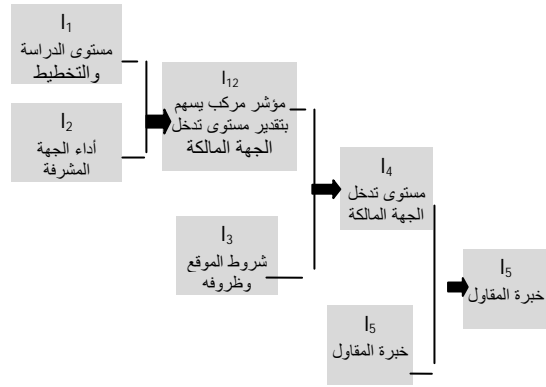 I1
مستوى الدراسة
والتخطيط
I2
أداء الجهة
المشرفة
I12
مؤشر مركب يسهم
بتقدير مستوى تدخل
الجهة المالكة
I3
شروط الموقع
وظروفه
I4
مستوى تدخل
الجهة المالكة
I5
خبرة المقاول
I5
خبرة المقاول